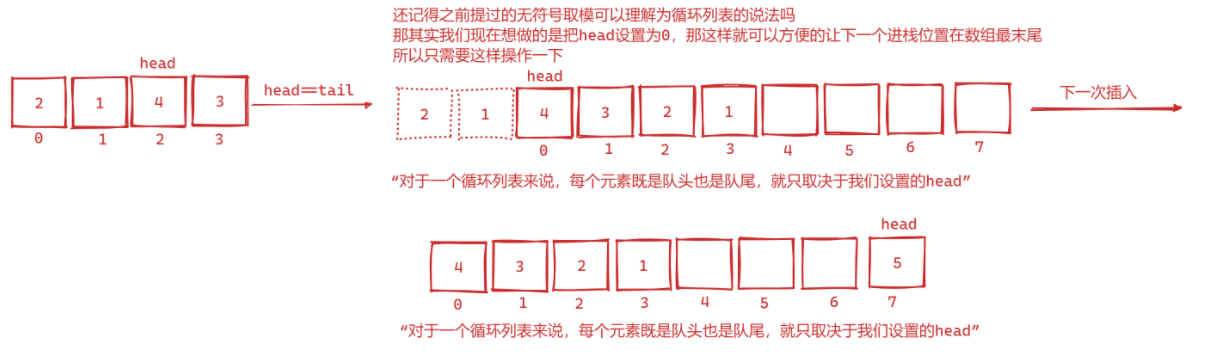 还记得之前提过的无符号取模可以理解为循环列表的说法吗
那其实我们现在想做的是把head设置为0，那这样就可以方便的让下一个进栈位置在数组最末尾
所以只需要这样操作一下
head
2 1 4 3
0 1 2 3
head==tail
head
2 1 4 3 2 1
0 1 2 3 4 5 6 7
下一次插入
“对于一个循环列表来说，每个元素既是队头也是队尾，就只取决于我们设置的head”
head
4 3 2 1 5
0 1 2 3 4 5 6 7
“对于一个循环列表来说，每个元素既是队头也是队尾，就只取决于我们设置的head”